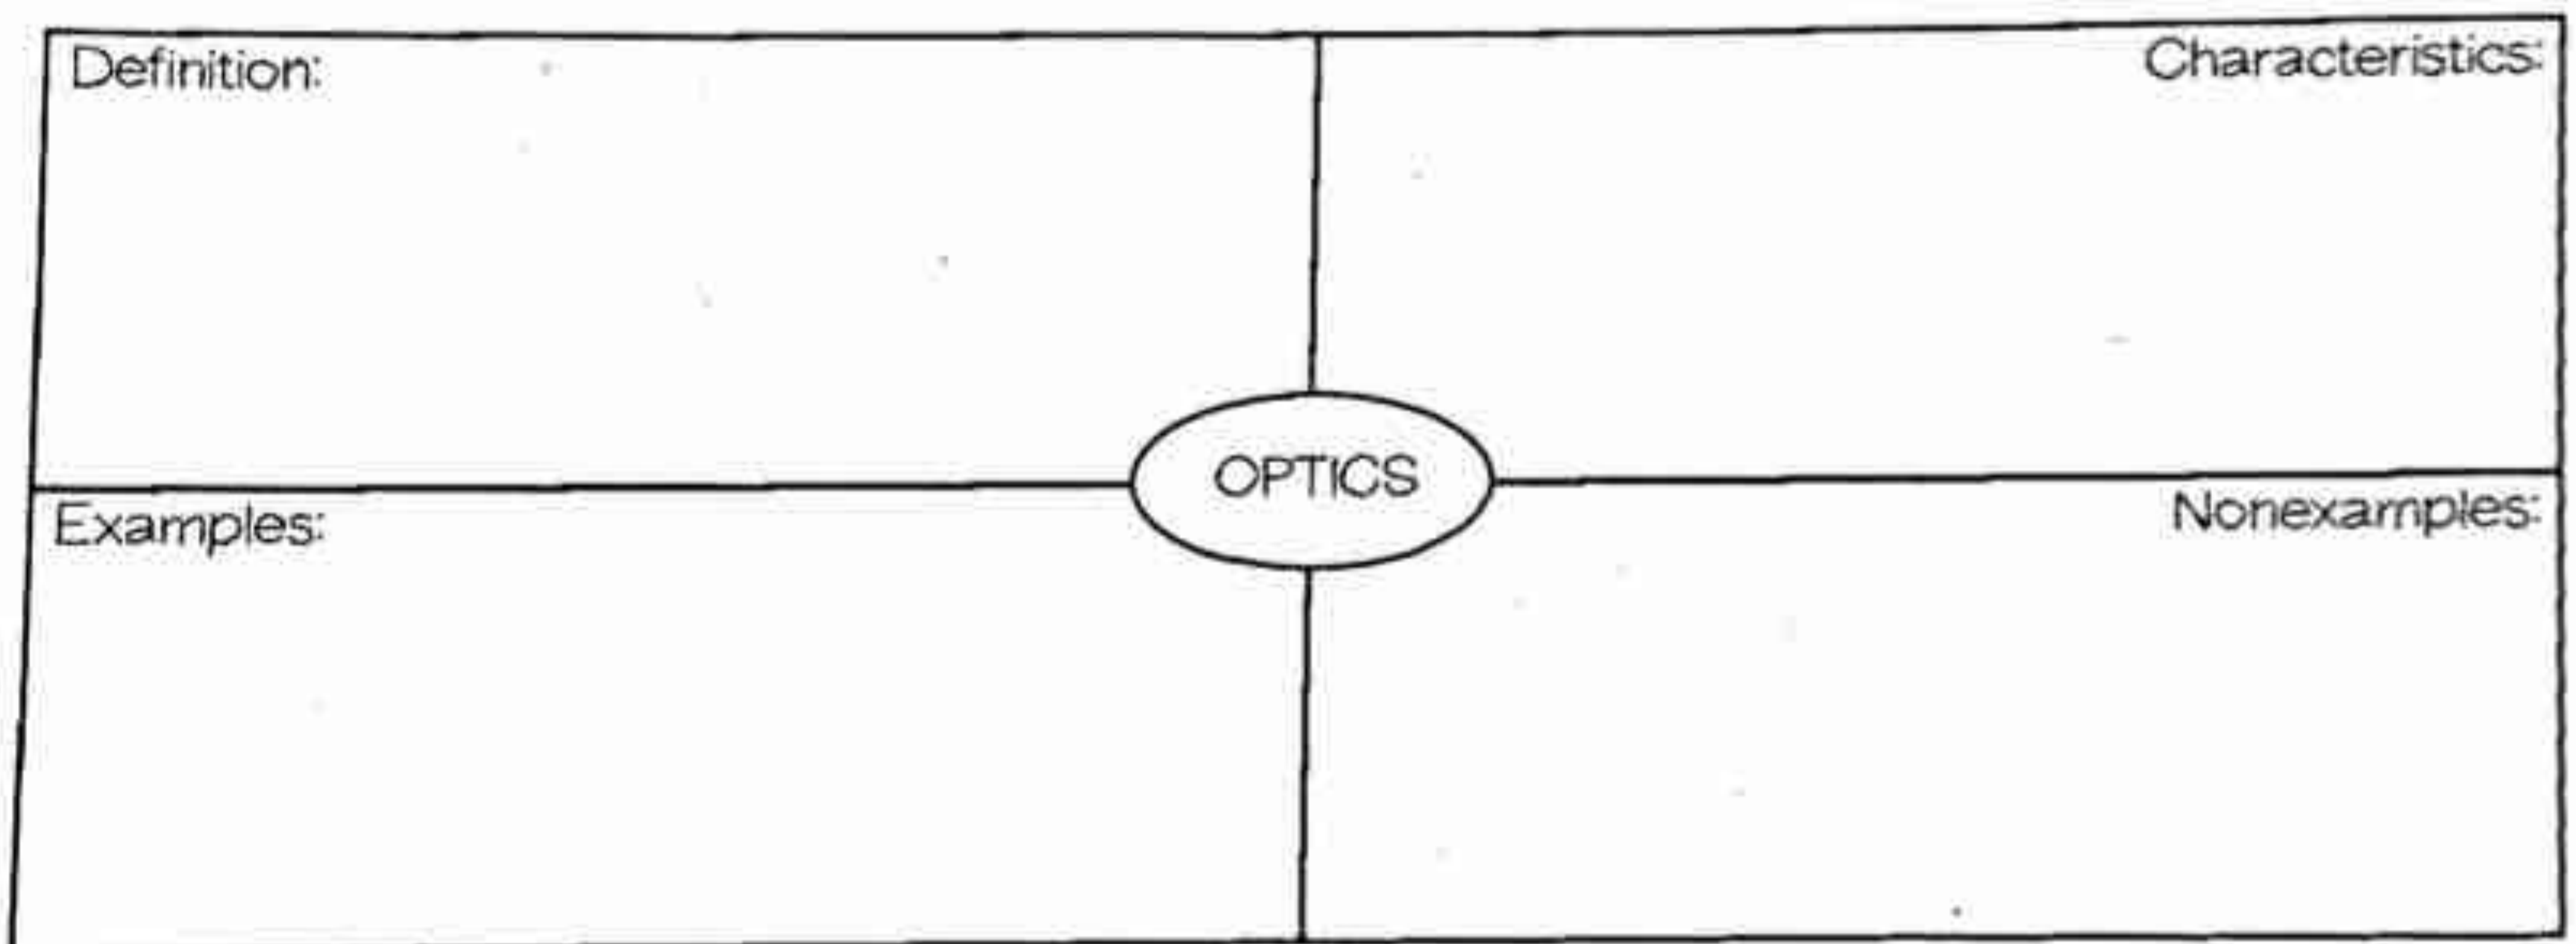 Definition:
Characteristics:
OPTICS
Examples:
Nonexamples: